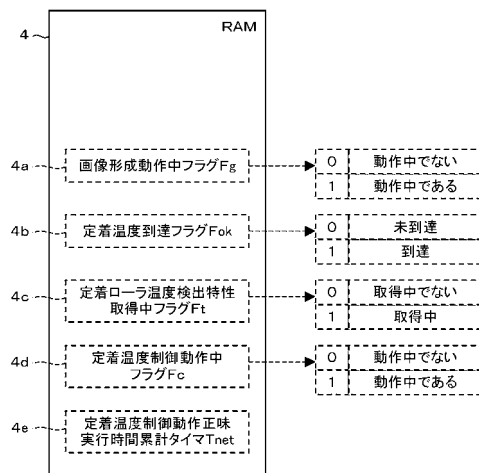 RAM
4
4a
画像形成動作中フラグFg
0 動作中でない
1 動作中である
4b
定着温度到達フラグFok
0 未到達
1 到達
4c
定着ローラ温度検出特性
取得中フラグFt
0 取得中でない
1 取得中
4d
定着温度制御動作中
フラグFc
0 動作中でない
1 動作中である
4e
定着温度制御動作正味
実行時間累計タイマTnet